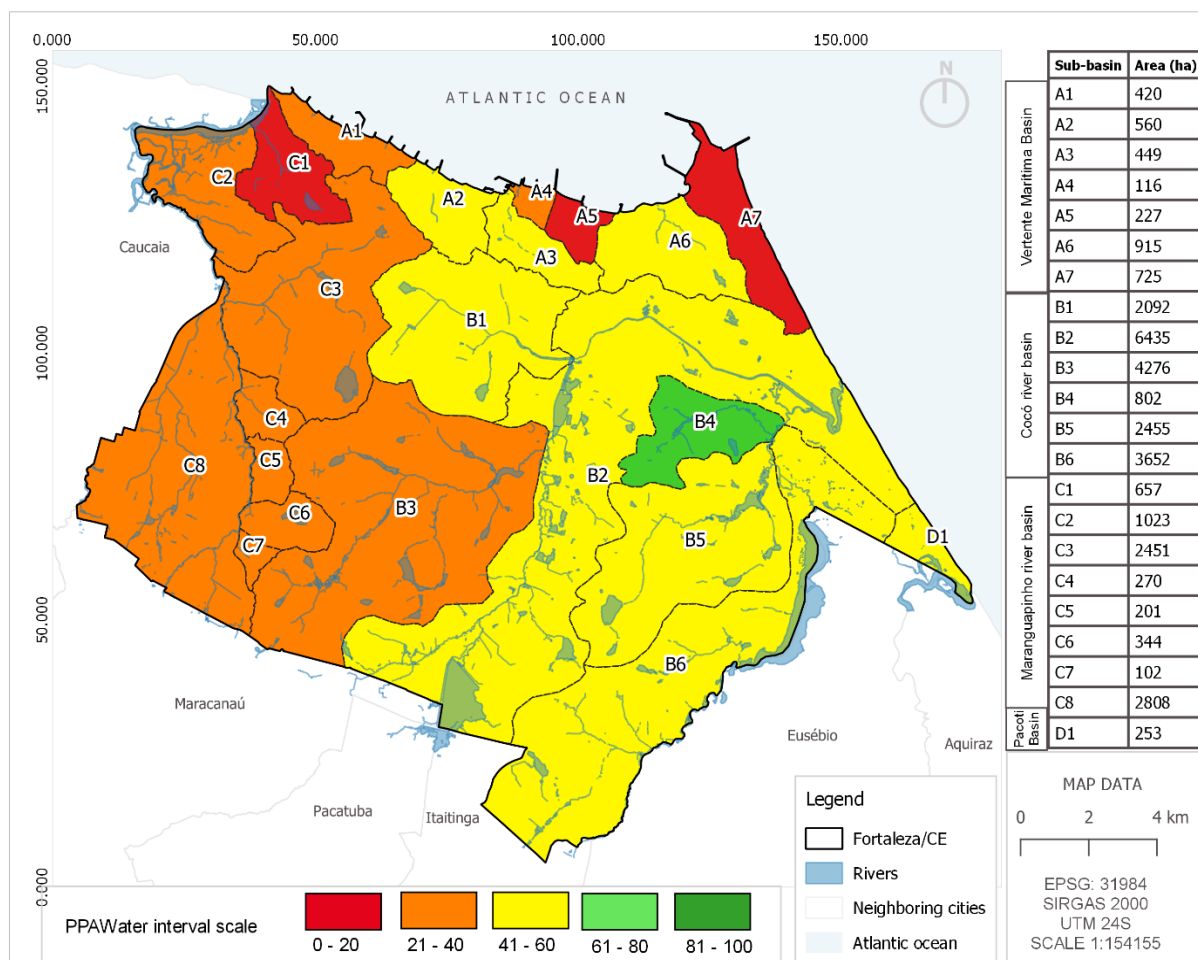 0.000 50.000 100.000 150.000
150.000
100.000
50.000
0.000
N
ATLANTIC OCEAN
A1
C1
C2
A2
A4
A5
A7
A6
A3
Caucaia
C3
B1
C4
B4
C5
C8
B2
C6
B3
C7
B5
D1
B6
Maracanaú
Eusébio
Aquiraz
Pacatuba
Itaitinga
PPAWater interval scale
0 - 20
21 - 40
41 - 60
61 - 80
81 - 100
Legend
Fortaleza/CE
Rivers
Neighboring cities
Atlantic ocean
Sub-basin Area (ha)
Vertente Marítima Basin
A1 420
A2 560
A3 449
A4 116
A5 227
A6 915
A7 725
Cocó river basin
B1 2092
B2 6435
B3 4276
B4 802
B5 2455
B6 3652
Maranguapinho river basin
C1 657
C2 1023
C3 2451
C4 270
C5 201
C6 344
C7 102
C8 2808
Pacoti
Basin
D1 253
MAP DATA
0 2 4 km
EPSG: 31984
SIRGAS 2000
UTM 24S
SCALE 1:154155